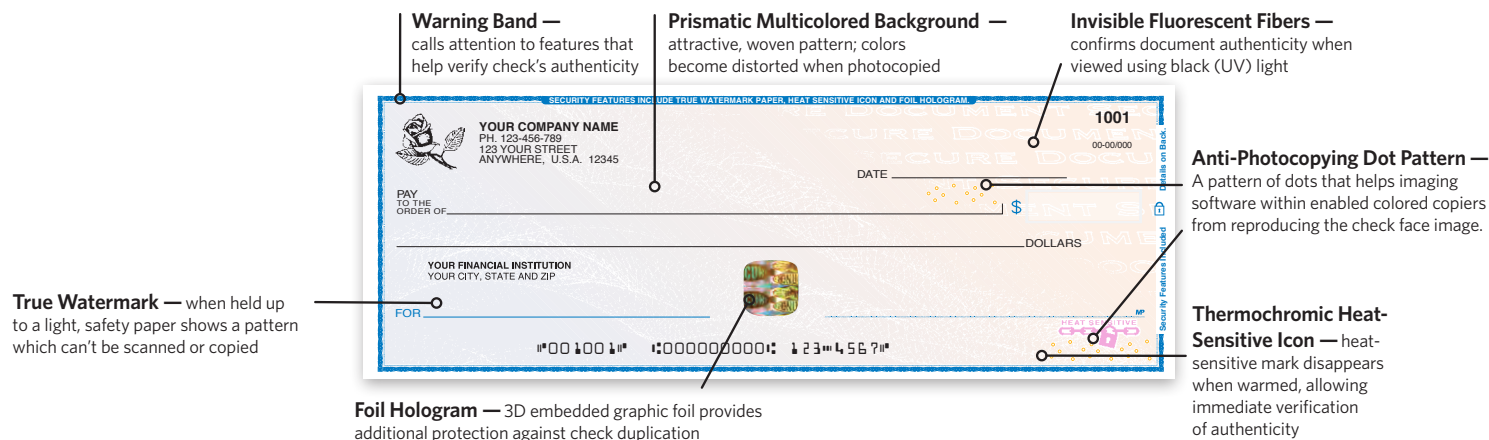 Warning Band —
calls attention to features that
help verify check's authenticity
Prismatic Multicolored Background —
attractive, woven pattern; colors
become distorted when photocopied
Invisible Fluorescent Fibers —
confirms document authenticity when
viewed using black (UV) light
SECURITY FEATURES INCLUDE TRUE WATERMARK PAPER, HEAT SENSITIVE ICON AND FOIL HOLOGRAM.
YOUR COMPANY NAME
PH. 123-456-789
123 YOUR STREET
ANYWHERE, U.S.A. 12345
1001
00-00/000
DATE
PAY
TO THE
ORDER OF
$
DOLLARS
YOUR FINANCIAL INSTITUTION
YOUR CITY, STATE AND ZIP
FOR
MP
HEAT SENSITIVE
⑈001001⑈ ⑆000000000⑆ 123⑉4567⑈
Security Features Included
Details on Back.
Anti-Photocopying Dot Pattern —
A pattern of dots that helps imaging
software within enabled colored copiers
from reproducing the check face image.
True Watermark — when held up
to a light, safety paper shows a pattern
which can't be scanned or copied
Thermochromic Heat-
Sensitive Icon — heat-
sensitive mark disappears
when warmed, allowing
immediate verification
of authenticity
Foil Hologram — 3D embedded graphic foil provides
additional protection against check duplication